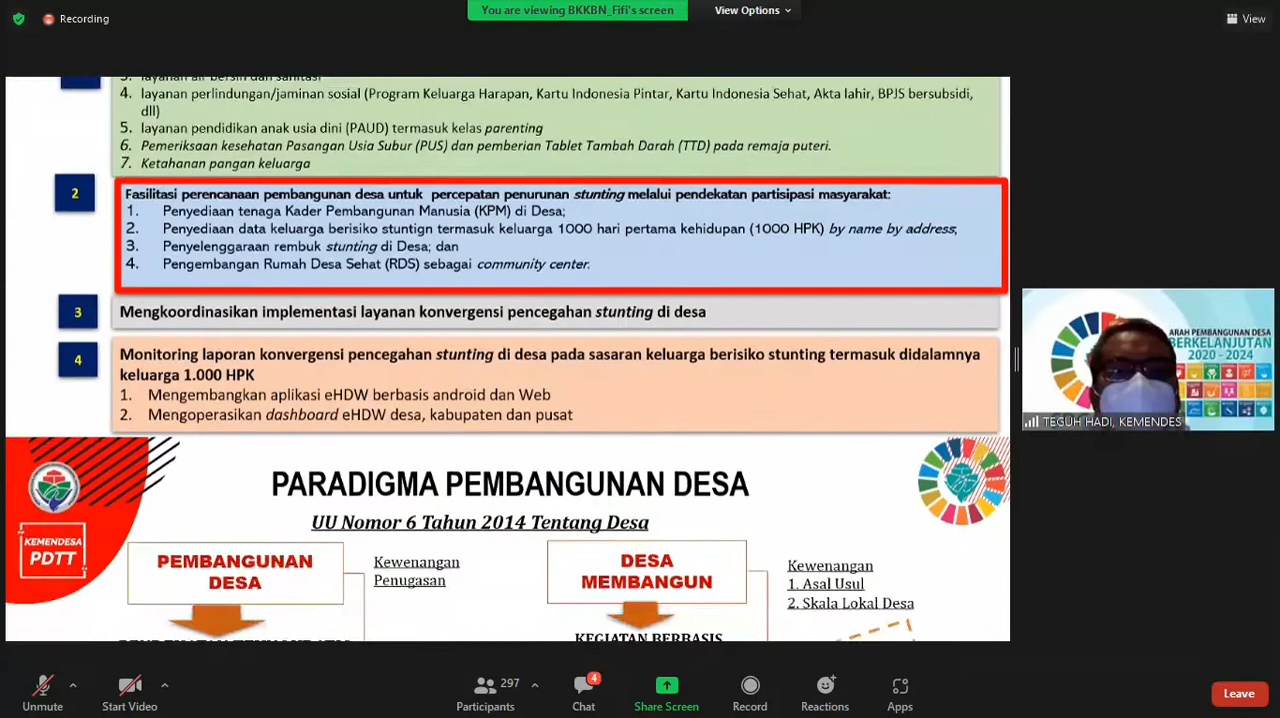 Recording
You are viewing BKKBN_Fifi's screen
View Options
View
3. layanan air bersih dan sanitasi
4. layanan perlindungan/jaminan sosial (Program Keluarga Harapan, Kartu Indonesia Pintar, Kartu Indonesia Sehat, Akta lahir, BPJS bersubsidi,
dll)
5. layanan pendidikan anak usia dini (PAUD) termasuk kelas parenting
6. Pemeriksaan kesehatan Pasangan Usia Subur (PUS) dan pemberian Tablet Tambah Darah (TTD) pada remaja puteri.
7. Ketahanan pangan keluarga
2
Fasilitasi perencanaan pembangunan desa untuk percepatan penurunan stunting melalui pendekatan partisipasi masyarakat:
1. Penyediaan tenaga Kader Pembangunan Manusia (KPM) di Desa;
2. Penyediaan data keluarga berisiko stuntign termasuk keluarga 1000 hari pertama kehidupan (1000 HPK) by name by address;
3. Penyelenggaraan rembuk stunting di Desa; dan
4. Pengembangan Rumah Desa Sehat (RDS) sebagai community center.
3
Mengkoordinasikan implementasi layanan konvergensi pencegahan stunting di desa
4
Monitoring laporan konvergensi pencegahan stunting di desa pada sasaran keluarga berisiko stunting termasuk didalamnya
keluarga 1.000 HPK
1. Mengembangkan aplikasi eHDW berbasis android dan Web
2. Mengoperasikan dashboard eHDW desa, kabupaten dan pusat
KEMENDESA
PDTT
PARADIGMA PEMBANGUNAN DESA
UU Nomor 6 Tahun 2014 Tentang Desa
PEMBANGUNAN
DESA
Kewenangan
Penugasan
DESA
MEMBANGUN
Kewenangan
1. Asal Usul
2. Skala Lokal Desa
KEGIATAN BERBASIS
ARAH PEMBANGUNAN DESA
BERKELANJUTAN
2020 - 2024
TEGUH HADI, KEMENDES
Unmute
Start Video
297
Participants
4
Chat
Share Screen
Record
Reactions
Apps
Leave